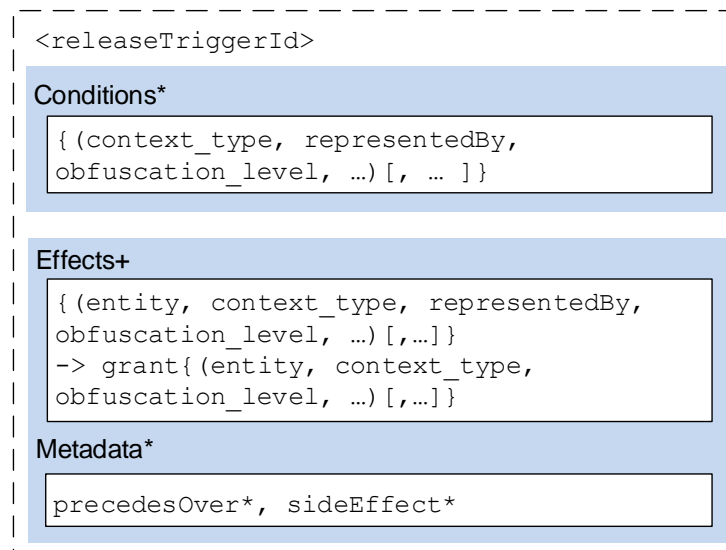 <releaseTriggerId>
Conditions*
{(context_type, representedBy,
obfuscation_level, …)[, … ]}
Effects+
{(entity, context_type, representedBy,
obfuscation_level, …)[,…]}
-> grant{(entity, context_type,
obfuscation_level, …)[,…]}
Metadata*
precedesOver*, sideEffect*